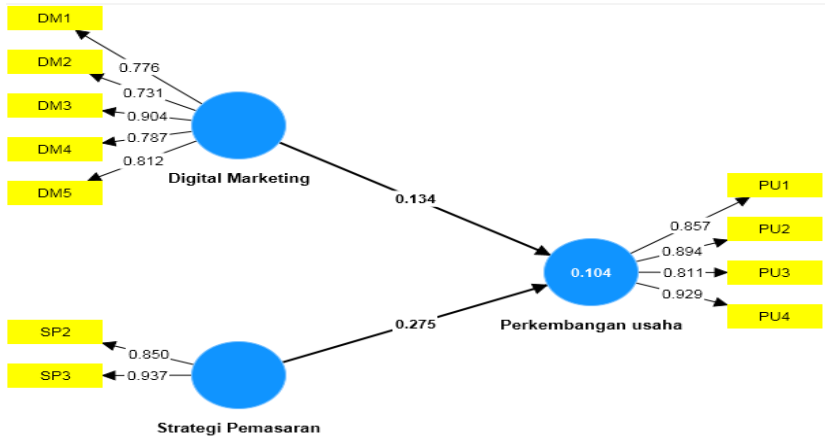 DM1
DM2
DM3
DM4
DM5
0.776
0.731
0.904
0.787
0.812
Digital Marketing
0.134
SP2
SP3
0.850
0.937
Strategi Pemasaran
0.275
0.104
Perkembangan usaha
0.857
0.894
0.811
0.929
PU1
PU2
PU3
PU4